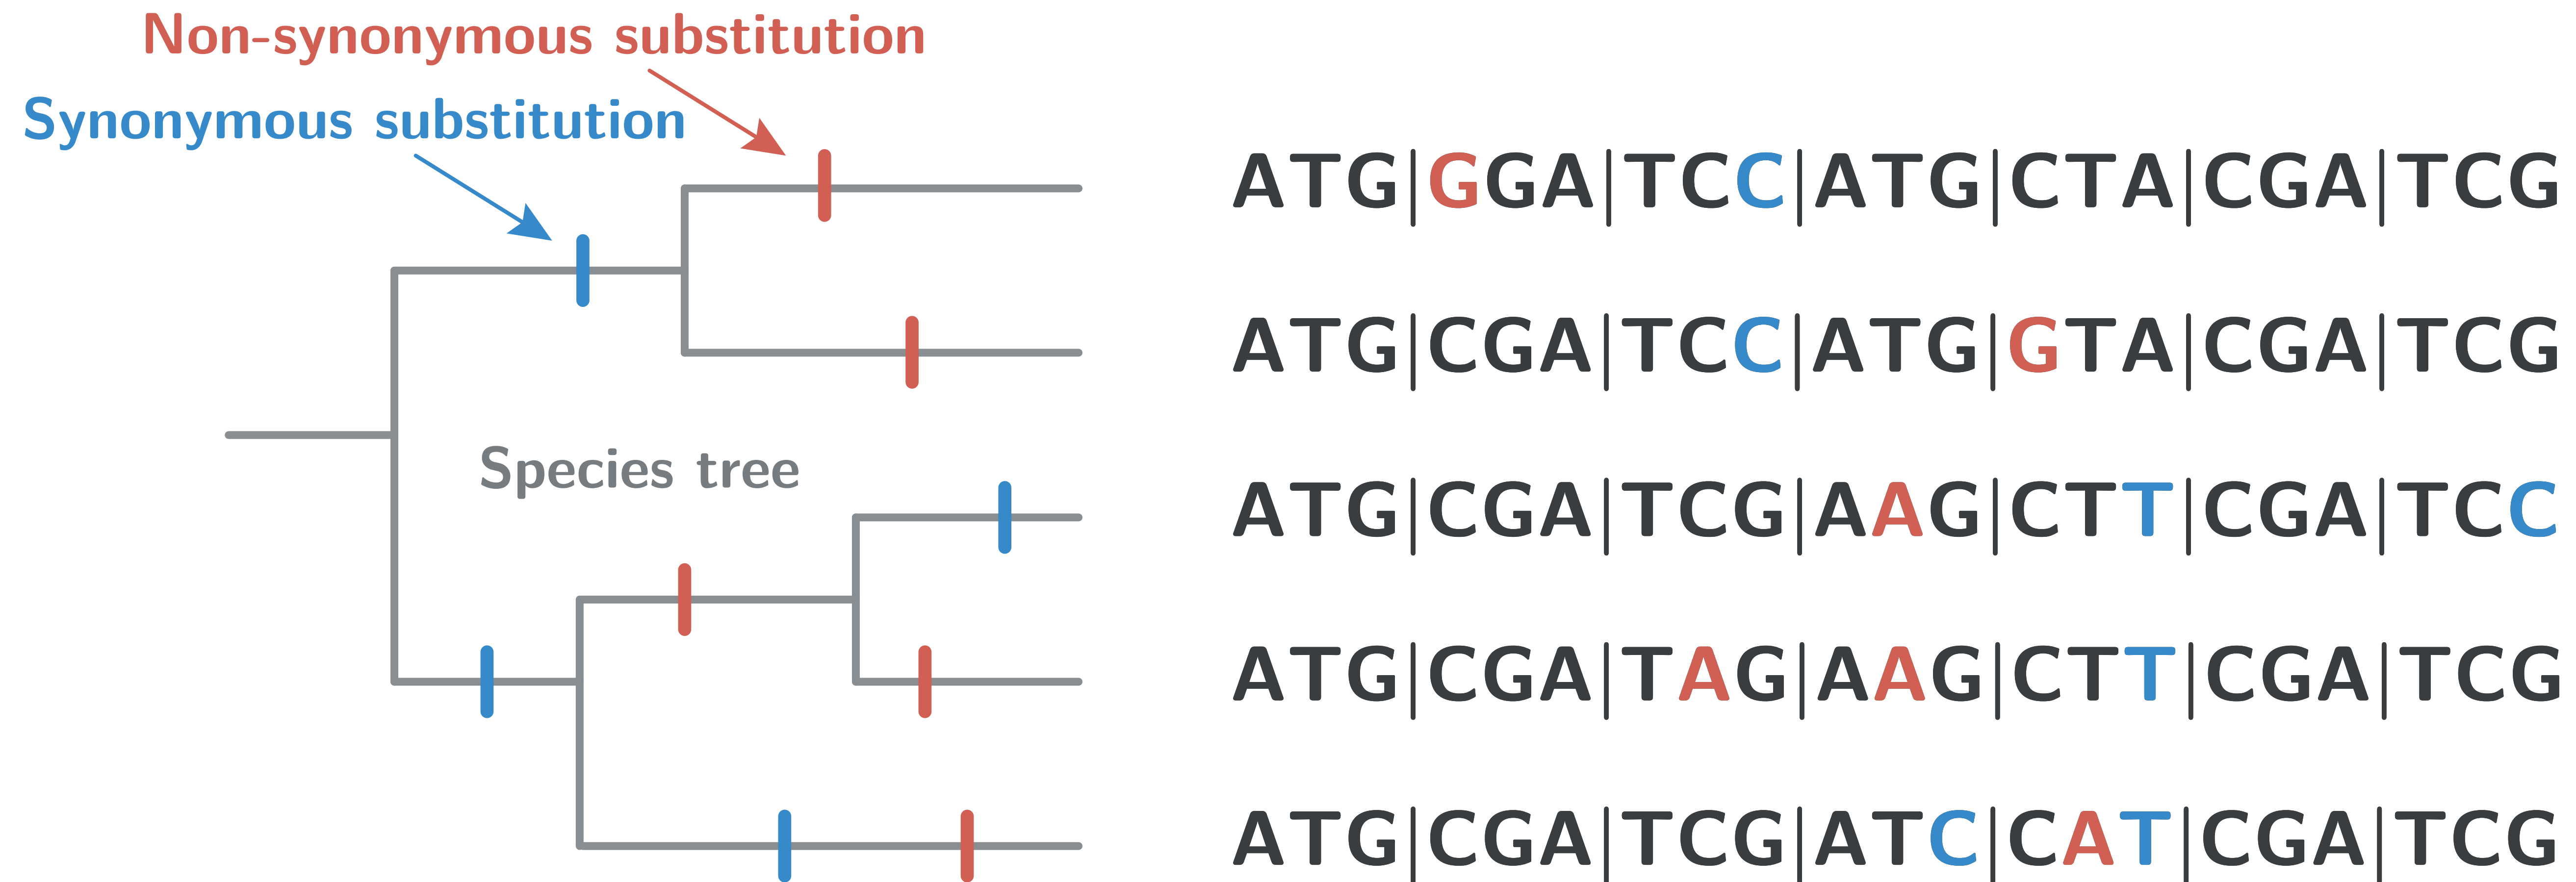 Non-synonymous substitution
Synonymous substitution
Species tree
ATG|GGA|TCC|ATG|CTA|CGA|TCG
ATG|CGA|TCC|ATG|GTA|CGA|TCG
ATG|CGA|TCG|AAG|CTT|CGA|TCC
ATG|CGA|TAG|AAG|CTT|CGA|TCG
ATG|CGA|TCG|ATC|CAT|CGA|TCG